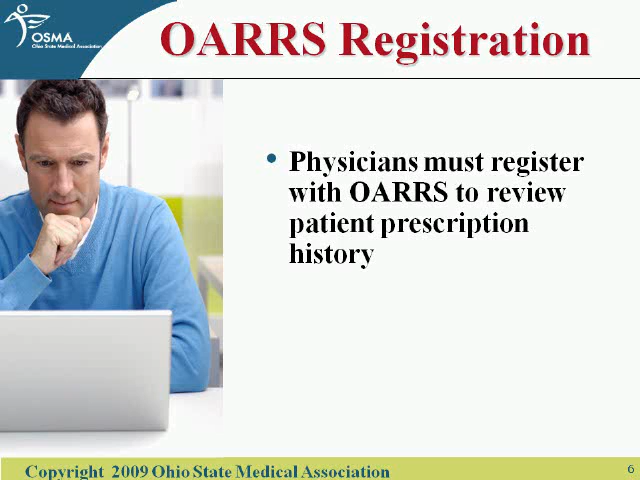 OSMA
Ohio State Medical Association
OARRS Registration
• Physicians must register
with OARRS to review
patient prescription
history
Copyright 2009 Ohio State Medical Association
6